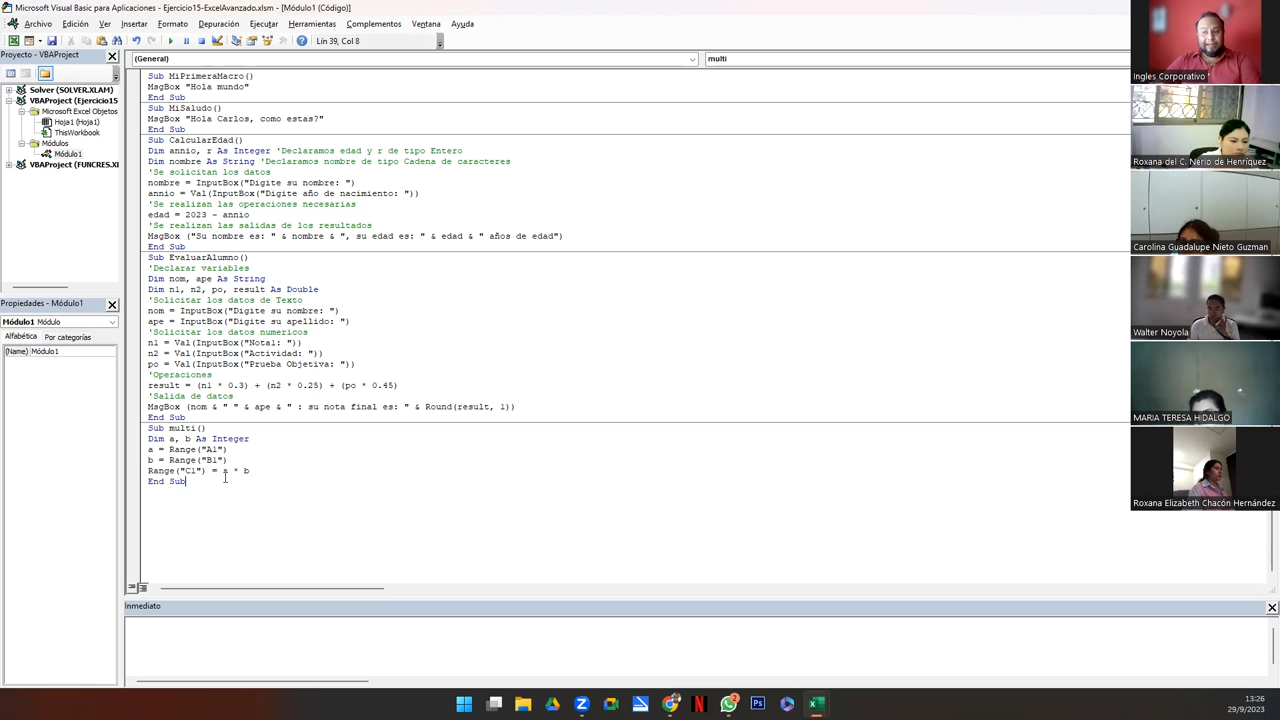 Microsoft Visual Basic para Aplicaciones - Ejercicio15-ExcelAvanzado.xlsm - [Módulo1 (Código)]
Archivo Edición Ver Insertar Formato Depuración Ejecutar Herramientas Complementos Ventana Ayuda
Lín 39, Col 8
Proyecto - VBAProject
(General)
multi
Solver (SOLVER.XLAM)
VBAProject (Ejercicio15
Microsoft Excel Objetos
Hoja1 (Hoja1)
ThisWorkbook
Módulos
Módulo1
VBAProject (FUNCRES.XI
Propiedades - Módulo1
Módulo1 Módulo
Alfabética Por categorías
(Name) Módulo1
Sub MiPrimeraMacro()
MsgBox "Hola mundo"
End Sub
Sub MiSaludo()
MsgBox "Hola Carlos, como estas?"
End Sub
Sub CalcularEdad()
Dim annio, r As Integer 'Declaramos edad y r de tipo Entero
Dim nombre As String 'Declaramos nombre de tipo Cadena de caracteres
'Se solicitan los datos
nombre = InputBox("Digite su nombre: ")
annio = Val(InputBox("Digite año de nacimiento: "))
'Se realizan las operaciones necesarias
edad = 2023 - annio
'Se realizan las salidas de los resultados
MsgBox ("Su nombre es: " & nombre & ", su edad es: " & edad & " años de edad")
End Sub
Sub EvaluarAlumno()
'Declarar variables
Dim nom, ape As String
Dim n1, n2, po, result As Double
'Solicitar los datos de Texto
nom = InputBox("Digite su nombre: ")
ape = InputBox("Digite su apellido: ")
'Solicitar los datos numericos
n1 = Val(InputBox("Nota1: "))
n2 = Val(InputBox("Actividad: "))
po = Val(InputBox("Prueba Objetiva: "))
'Operaciones
result = (n1 * 0.3) + (n2 * 0.25) + (po * 0.45)
'Salida de datos
MsgBox (nom & " " & ape & " : su nota final es: " & Round(result, 1))
End Sub
Sub multi()
Dim a, b As Integer
a = Range("A1")
b = Range("B1")
Range("C1") = a * b
End Sub
Inmediato
Ingles Corporativo
Roxana del C. Nerio de Henríquez
Carolina Guadalupe Nieto Guzman
Walter Noyola
MARIA TERESA HIDALGO
Roxana Elizabeth Chacón Hernández
2
13:26
29/9/2023